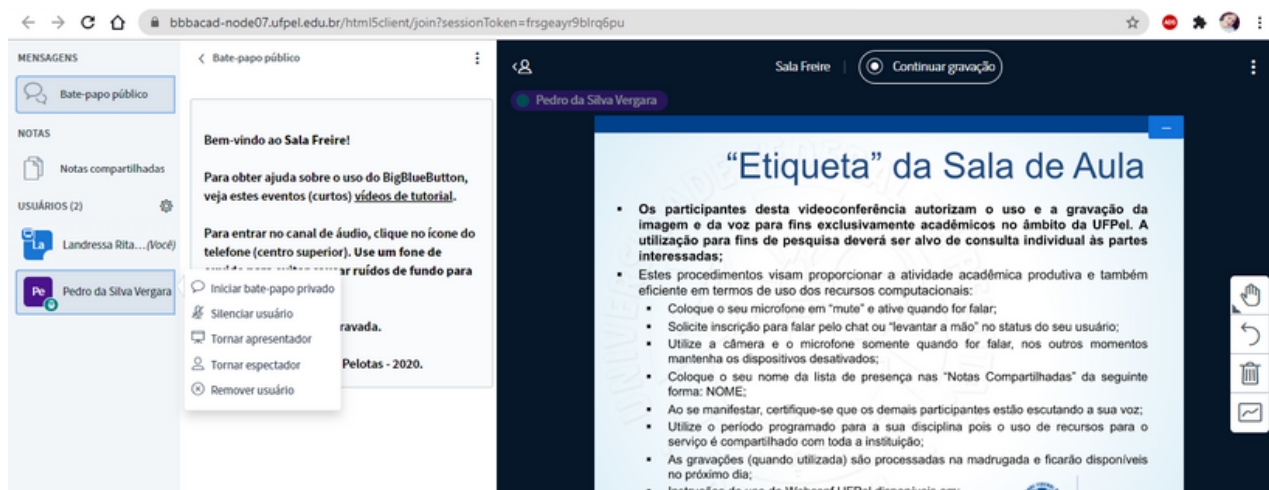 bbbacad-node07.ufpel.edu.br/html5client/join?sessionToken=frsgeayr9blrq6pu
MENSAGENS
Bate-papo público
NOTAS
Notas compartilhadas
USUÁRIOS (2)
La
Landressa Rita...(Você)
Pe
Pedro da Silva Vergara
Bate-papo público
Bem-vindo ao Sala Freire!
Para obter ajuda sobre o uso do BigBlueButton,
veja estes eventos (curtos) vídeos de tutorial.
Para entrar no canal de áudio, clique no ícone do
telefone (centro superior). Use um fone de
ruídos de fundo para
Pelotas - 2020.
Iniciar bate-papo privado
Silenciar usuário
Tornar apresentador
Tornar espectador
Remover usuário
Sala Freire
Continuar gravação
Pedro da Silva Vergara
“Etiqueta” da Sala de Aula
▪ Os participantes desta videoconferência autorizam o uso e a gravação da
imagem e da voz para fins exclusivamente acadêmicos no âmbito da UFPel. A
utilização para fins de pesquisa deverá ser alvo de consulta individual às partes
interessadas;
▪ Estes procedimentos visam proporcionar a atividade acadêmica produtiva e também
eficiente em termos de uso dos recursos computacionais:
▪ Coloque o seu microfone em “mute” e ative quando for falar;
▪ Solicite inscrição para falar pelo chat ou “levantar a mão” no status do seu usuário;
▪ Utilize a câmera e o microfone somente quando for falar, nos outros momentos
mantenha os dispositivos desativados;
▪ Coloque o seu nome da lista de presença nas “Notas Compartilhadas” da seguinte
forma: NOME;
▪ Ao se manifestar, certifique-se que os demais participantes estão escutando a sua voz;
▪ Utilize o período programado para a sua disciplina pois o uso de recursos para o
serviço é compartilhado com toda a instituição;
▪ As gravações (quando utilizada) são processadas na madrugada e ficarão disponíveis
no próximo dia;